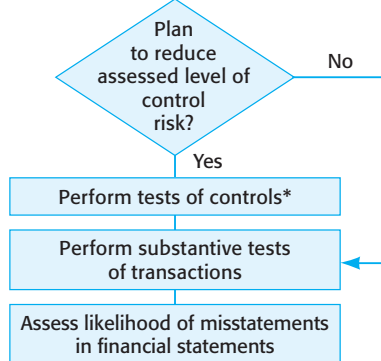 Plan
to reduce
assessed level of
control
risk?
No
Yes
Perform tests of controls*
Perform substantive tests
of transactions
Assess likelihood of misstatements
in financial statements